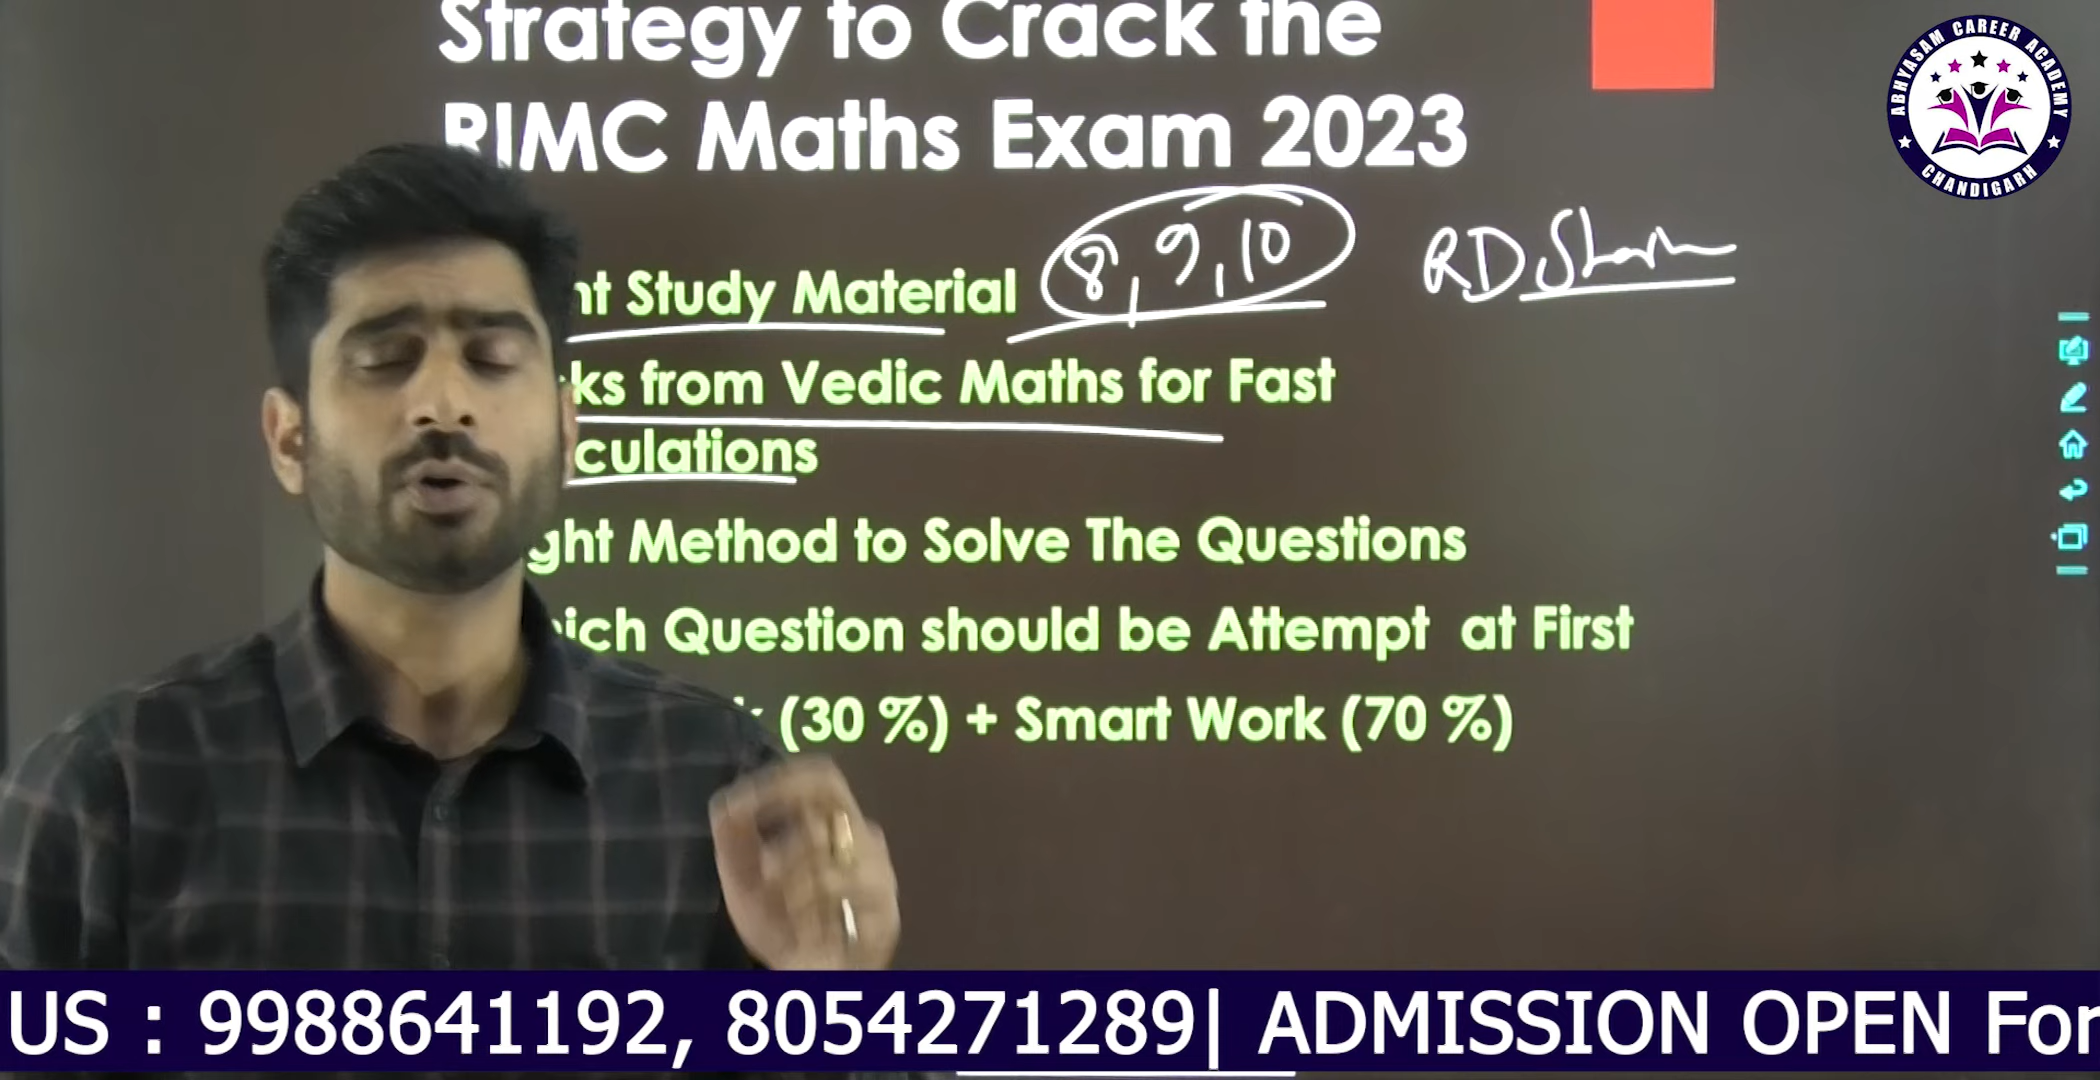 Strategy to Crack the
RIMC Maths Exam 2023
ABHYASAM CAREER ACADEMY
CHANDIGARH
nt Study Material 8, 9, 10 RD Sharma
ks from Vedic Maths for Fast
culations
ght Method to Solve The Questions
ich Question should be Attempt at First
(30 %) + Smart Work (70 %)
US : 9988641192, 8054271289| ADMISSION OPEN For